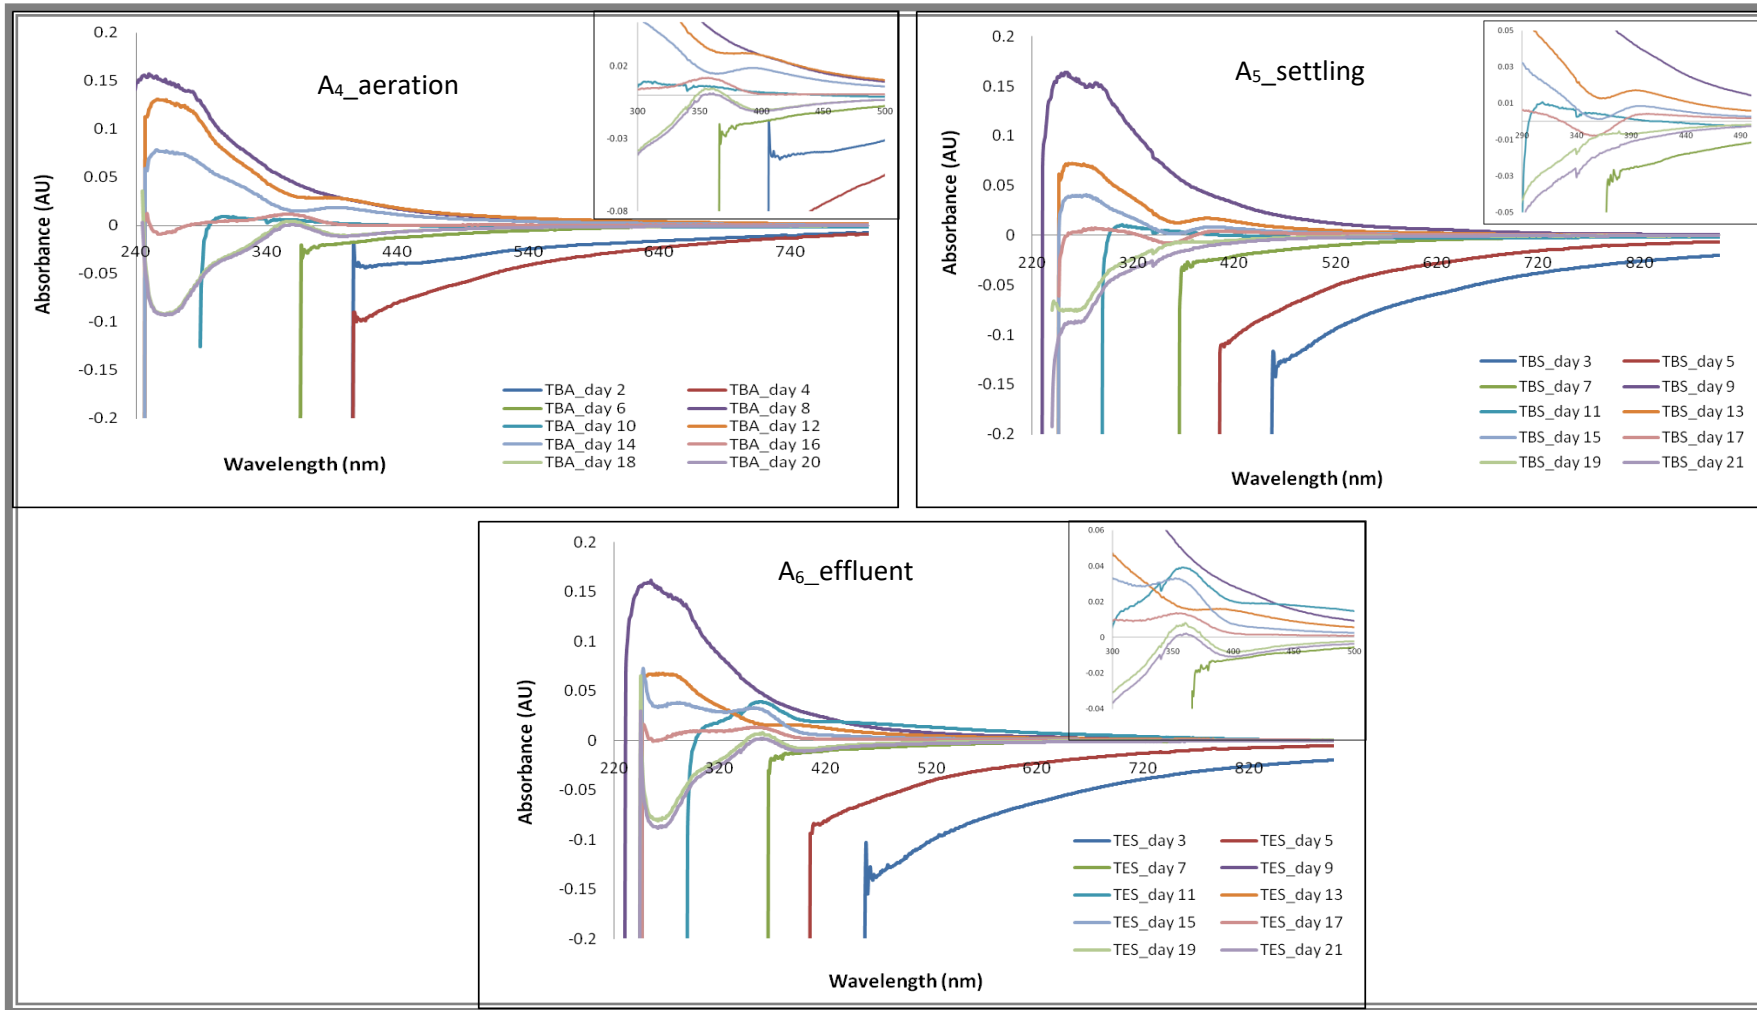 A4_aeration
Absorbance (AU)
0.2
0.15
0.1
0.05
0
-0.05
-0.1
-0.15
-0.2
240 340 440 540 640 740
Wavelength (nm)
TBA_day 2 TBA_day 4
TBA_day 6 TBA_day 8
TBA_day 10 TBA_day 12
TBA_day 14 TBA_day 16
TBA_day 18 TBA_day 20
0.02
-0.03
-0.08
300 350 400 450 500
A5_settling
Absorbance (AU)
0.2
0.15
0.1
0.05
0
-0.05
-0.1
-0.15
-0.2
220 320 420 520 620 720 820
Wavelength (nm)
TBS_day 3 TBS_day 5
TBS_day 7 TBS_day 9
TBS_day 11 TBS_day 13
TBS_day 15 TBS_day 17
TBS_day 19 TBS_day 21
0.05
0.03
0.01
-0.01
-0.03
-0.05
290 340 390 440 490
A6_effluent
Absorbance (AU)
0.2
0.15
0.1
0.05
0
-0.05
-0.1
-0.15
-0.2
220 320 420 520 620 720 820
Wavelength (nm)
TES_day 3 TES_day 5
TES_day 7 TES_day 9
TES_day 11 TES_day 13
TES_day 15 TES_day 17
TES_day 19 TES_day 21
0.06
0.04
0.02
0
-0.02
-0.04
300 350 400 450 500